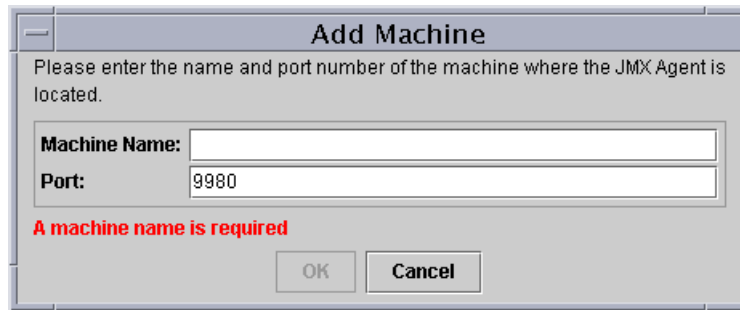 Add Machine
Please enter the name and port number of the machine where the JMX Agent is
located.
Machine Name:
Port: 9980
A machine name is required
OK Cancel